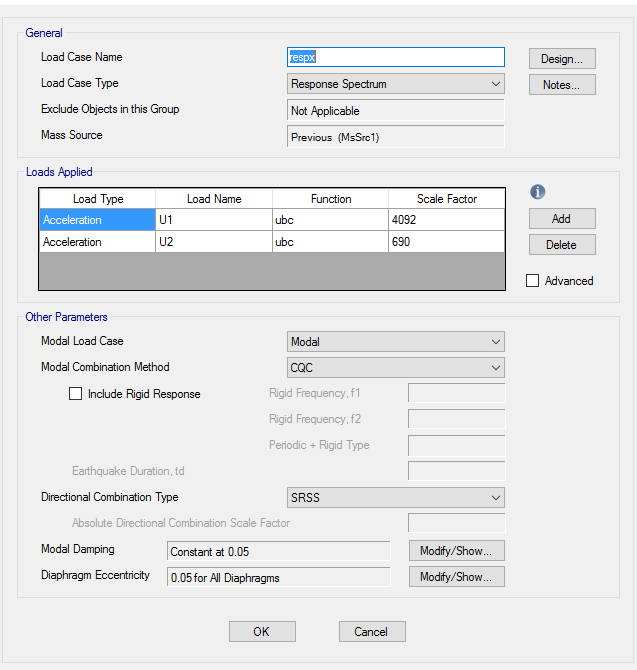 General
Load Case Name respx Design...
Load Case Type Response Spectrum Notes...
Exclude Objects in this Group Not Applicable
Mass Source Previous (MsSrc1)
Loads Applied
Load Type Load Name Function Scale Factor
Acceleration U1 ubc 4092
Acceleration U2 ubc 690
i
Add
Delete
Advanced
Other Parameters
Modal Load Case Modal
Modal Combination Method CQC
Include Rigid Response Rigid Frequency, f1
Rigid Frequency, f2
Periodic + Rigid Type
Earthquake Duration, td
Directional Combination Type SRSS
Absolute Directional Combination Scale Factor
Modal Damping Constant at 0.05 Modify/Show...
Diaphragm Eccentricity 0.05 for All Diaphragms Modify/Show...
OK Cancel